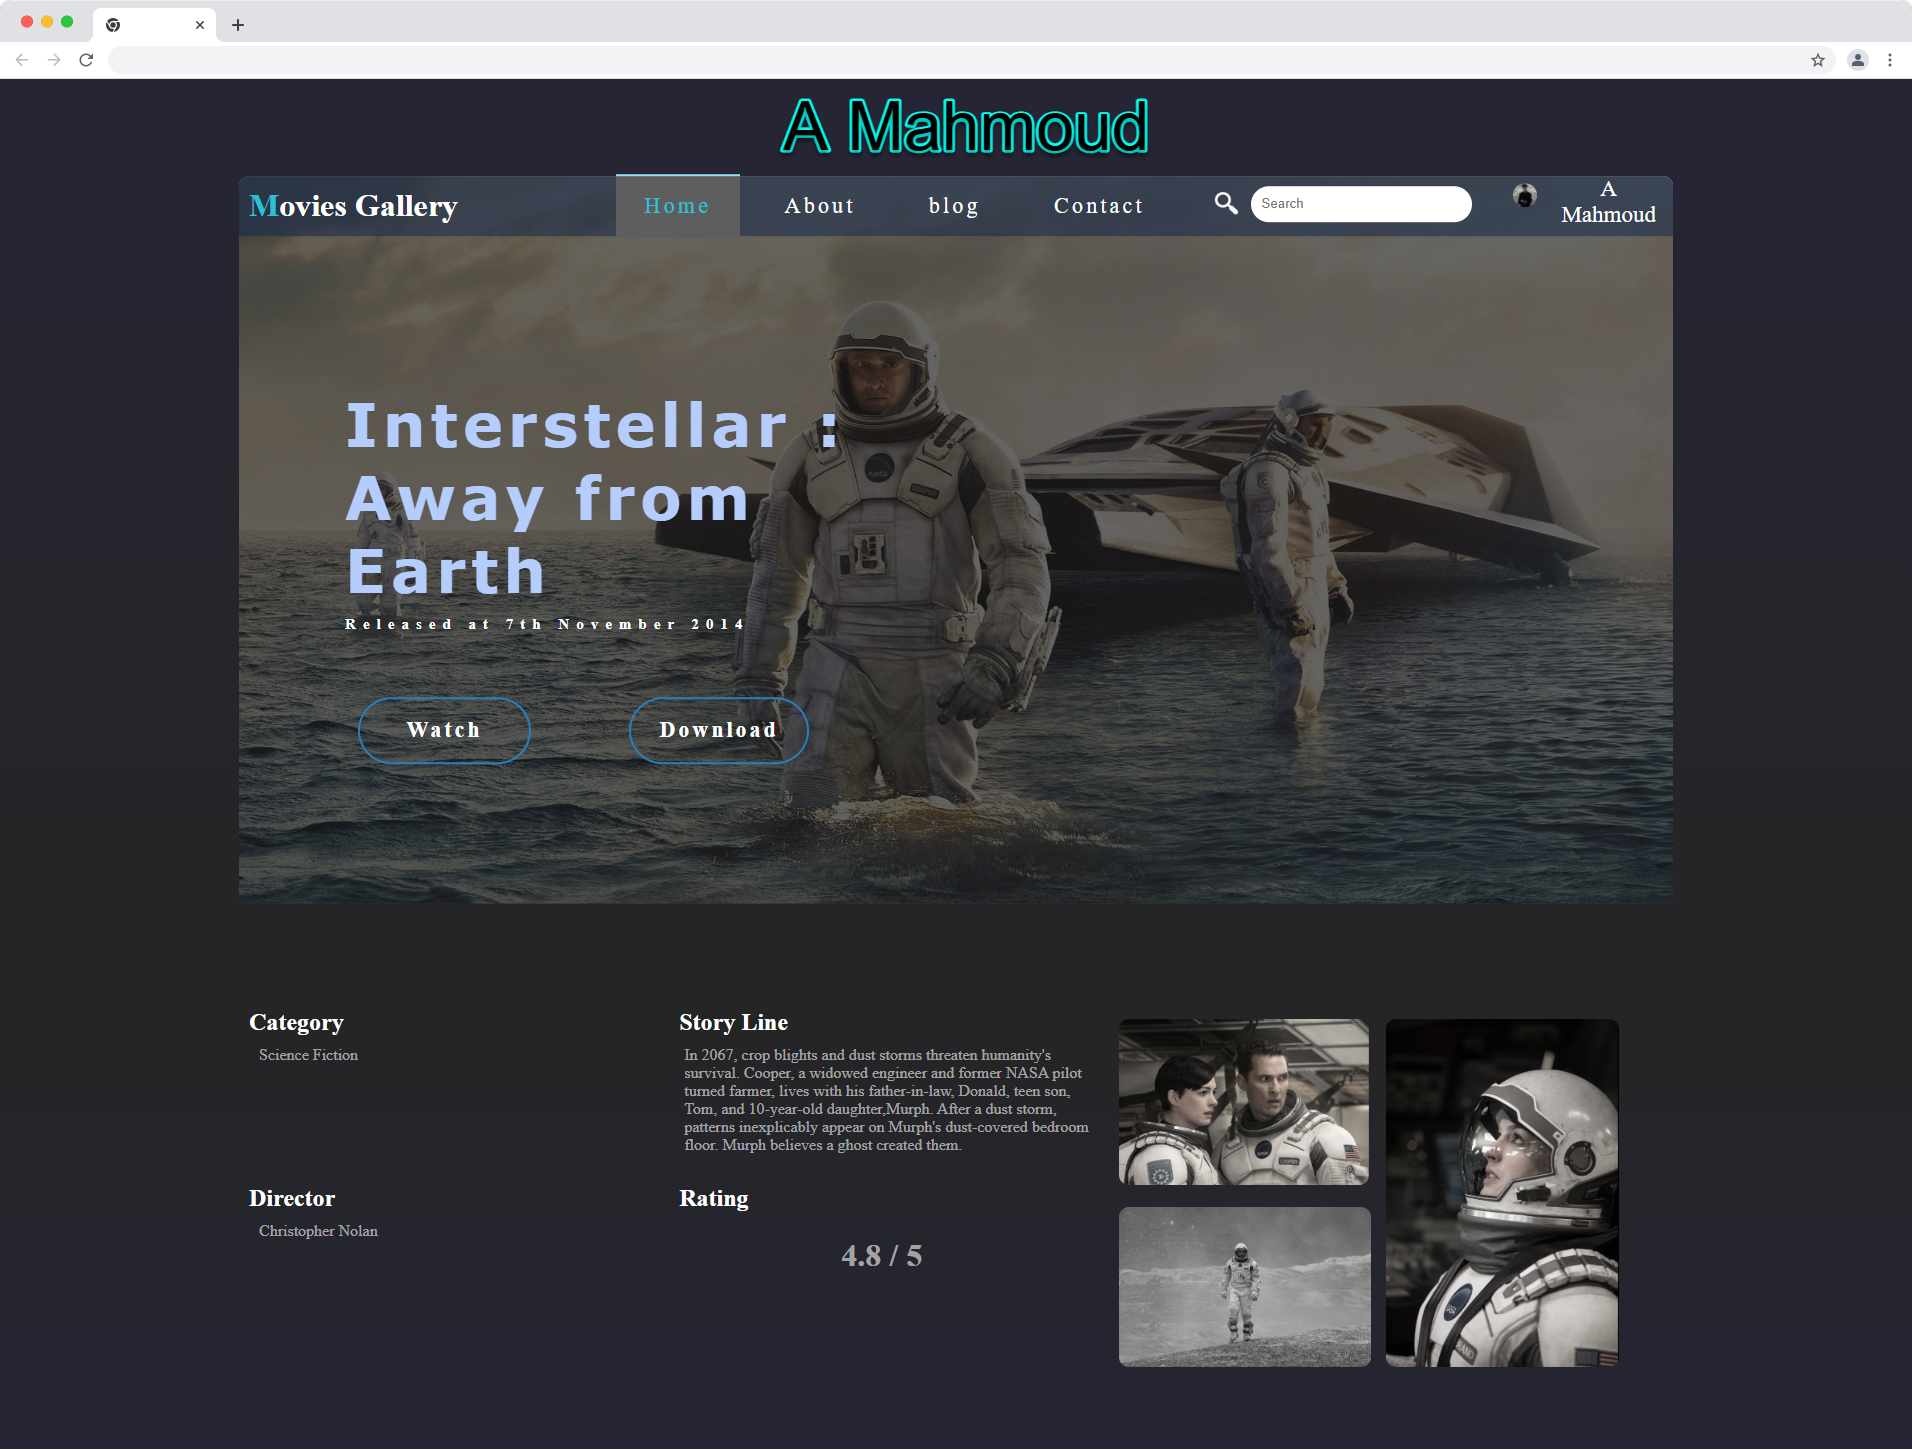 A Mahmoud
Movies Gallery
Home
About
blog
Contact
Search
A
Mahmoud
Interstellar :
Away from
Earth
Released at 7th November 2014
Watch
Download
NASA
Category
Science Fiction
Story Line
In 2067, crop blights and dust storms threaten humanity's
survival. Cooper, a widowed engineer and former NASA pilot
turned farmer, lives with his father-in-law, Donald, teen son,
Tom, and 10-year-old daughter,Murph. After a dust storm,
patterns inexplicably appear on Murph's dust-covered bedroom
floor. Murph believes a ghost created them.
Director
Christopher Nolan
Rating
4.8 / 5